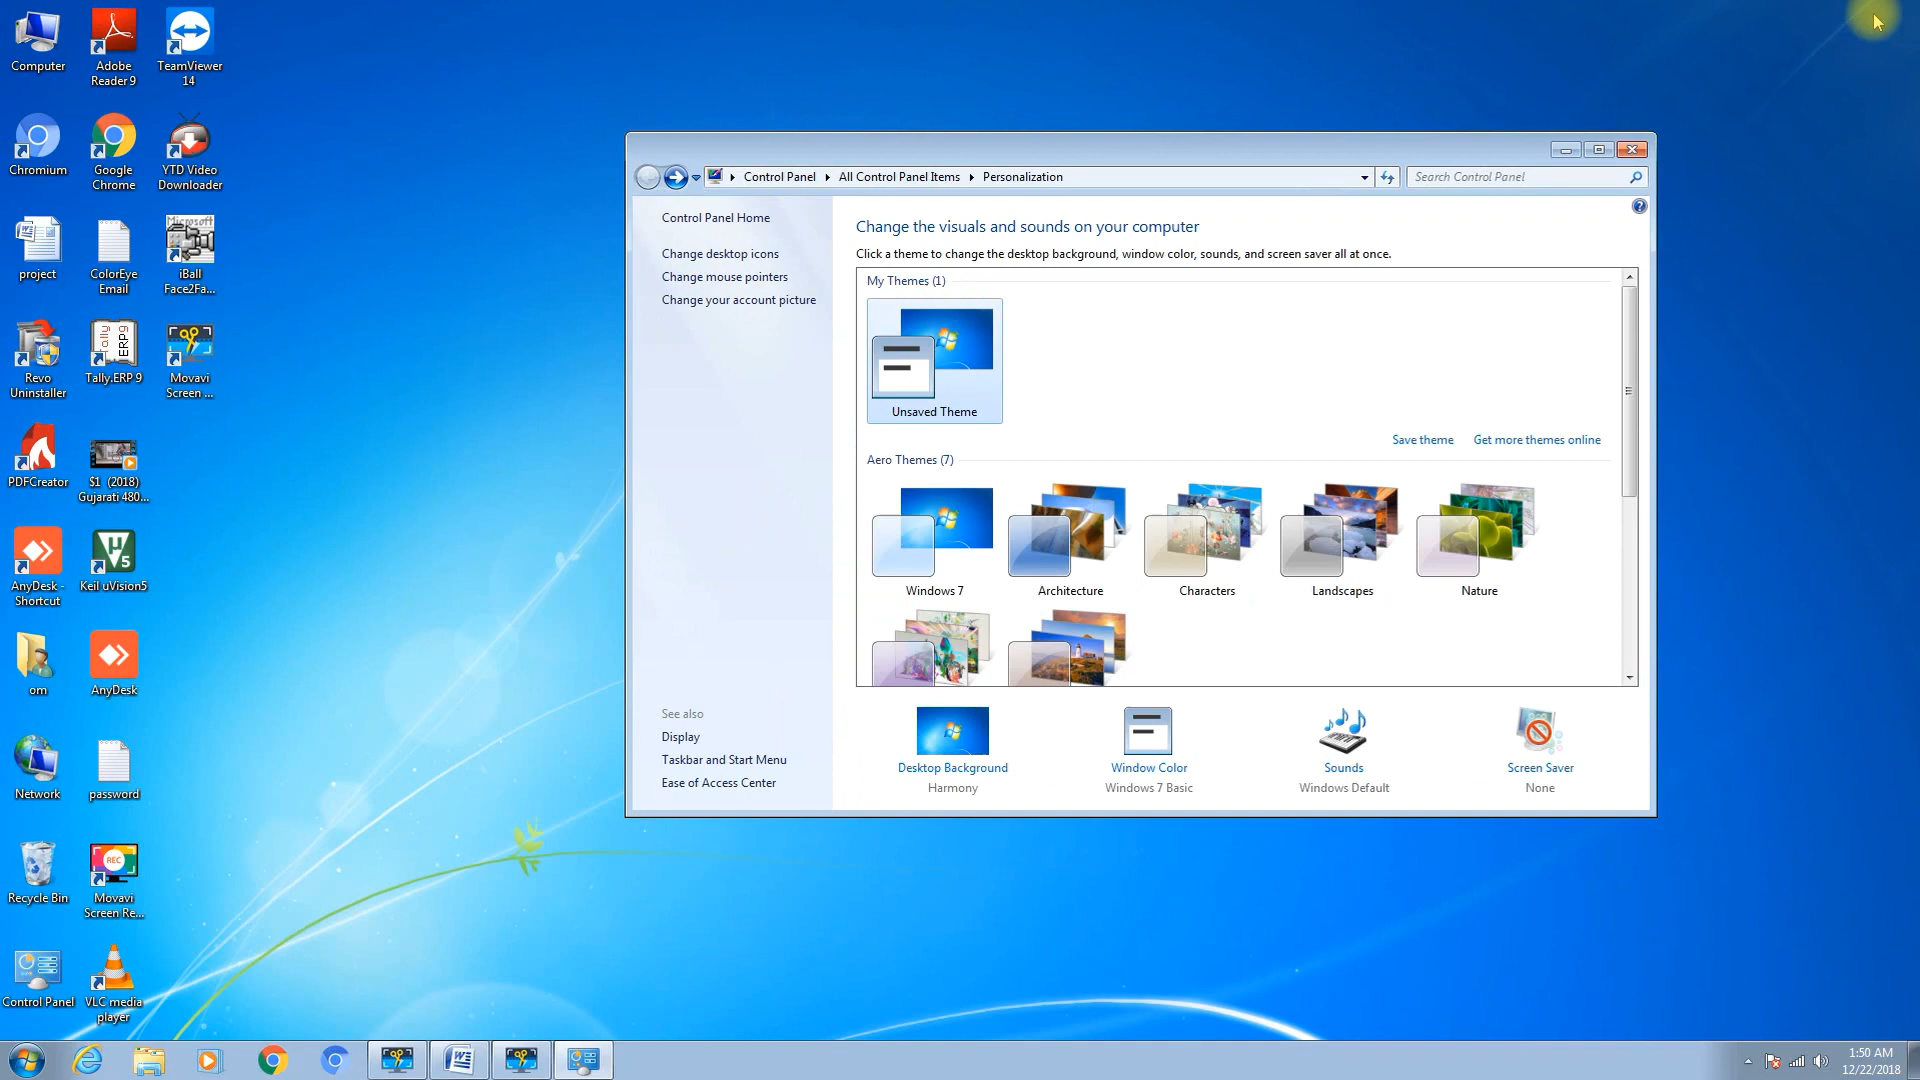 Computer
Adobe
Reader 9
TeamViewer
14
Chromium
Google
Chrome
YTD Video
Downloader
project
ColorEye
Email
Microsoft
iBall
Face2Fa...
Revo
Uninstaller
Tally
ERP9
Tally.ERP 9
Movavi
Screen ...
PDFCreator
$1 (2018)
Gujarati 480...
AnyDesk -
Shortcut
Keil uVision5
om
AnyDesk
Network
password
Recycle Bin
REC
Movavi
Screen Re...
Control Panel
VLC media
player
Control Panel
All Control Panel Items
Personalization
Search Control Panel
Control Panel Home
Change desktop icons
Change mouse pointers
Change your account picture
See also
Display
Taskbar and Start Menu
Ease of Access Center
Change the visuals and sounds on your computer
Click a theme to change the desktop background, window color, sounds, and screen saver all at once.
My Themes (1)
Unsaved Theme
Save theme
Get more themes online
Aero Themes (7)
Windows 7
Architecture
Characters
Landscapes
Nature
Desktop Background
Harmony
Window Color
Windows 7 Basic
Sounds
Windows Default
Screen Saver
None
1:50 AM
12/22/2018